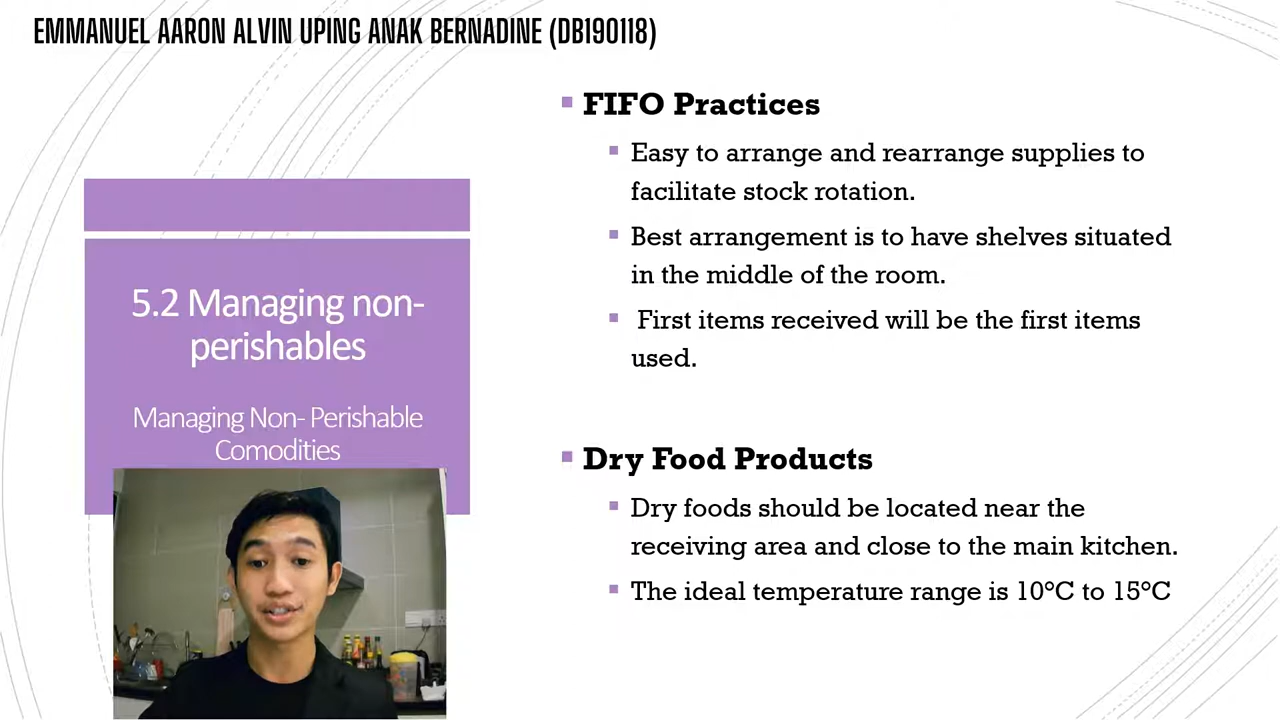 EMMANUEL AARON ALVIN UPING ANAK BERNADINE (DB190118)
5.2 Managing non-
perishables
Managing Non- Perishable
Comodities
FIFO Practices
Easy to arrange and rearrange supplies to
facilitate stock rotation.
Best arrangement is to have shelves situated
in the middle of the room.
First items received will be the first items
used.
Dry Food Products
Dry foods should be located near the
receiving area and close to the main kitchen.
The ideal temperature range is 10°C to 15°C